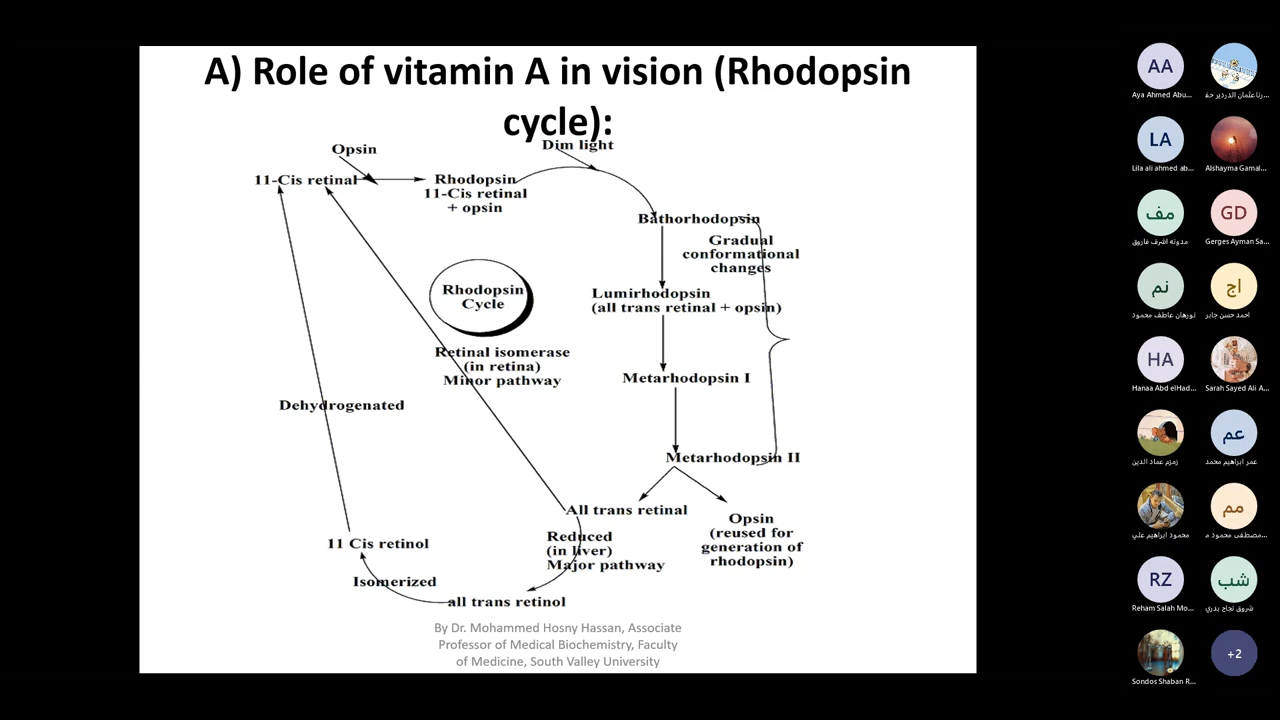 A) Role of vitamin A in vision (Rhodopsin
cycle):
Opsin
Dim light
11-Cis retinal
Rhodopsin
11-Cis retinal
+ opsin
Bathorhodopsin
Gradual
conformational
changes
Rhodopsin
Cycle
Lumirhodopsin
(all trans retinal + opsin)
Retinal isomerase
(in retina)
Minor pathway
Metarhodopsin I
Dehydrogenated
Metarhodopsin II
All trans retinal
Opsin
(reused for
generation of
rhodopsin)
Reduced
(in liver)
Major pathway
11 Cis retinol
Isomerized
all trans retinol
By Dr. Mohammed Hosny Hassan, Associate
Professor of Medical Biochemistry, Faculty
of Medicine, South Valley University
AA
Aya Ahmed Abu...
رنا عثمان الدردير حف...
LA
Lila ali ahmed ab...
Alshayma Gamal...
مف
مدونه اشرف فاروق
GD
Gerges Ayman Sa...
نم
نورهان عاطف محمود
اج
احمد حسن جابر
HA
Hanaa Abd elHad...
Sarah Sayed Ali A...
زمزم عماد الدين
عم
عمر ابراهيم محمد
محمود ابراهيم علي
مم
مصطفى محمود م...
RZ
Reham Salah Mo...
شب
شروق نجاح بدري
Sondos Shaban R...
+2